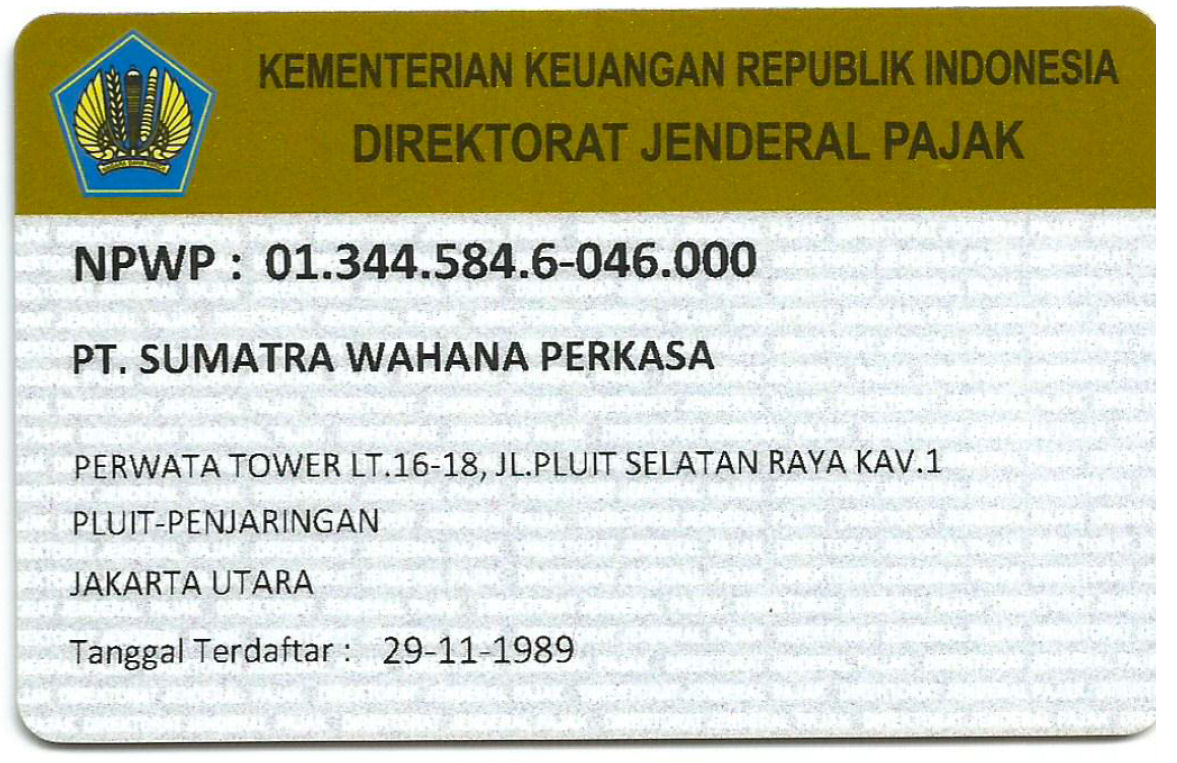 KEMENTERIAN KEUANGAN REPUBLIK INDONESIA
DIREKTORAT JENDERAL PAJAK
NPWP : 01.344.584.6-046.000
PT. SUMATRA WAHANA PERKASA
PERWATA TOWER LT.16-18, JL.PLUIT SELATAN RAYA KAV.1
PLUIT-PENJARINGAN
JAKARTA UTARA
Tanggal Terdaftar : 29-11-1989